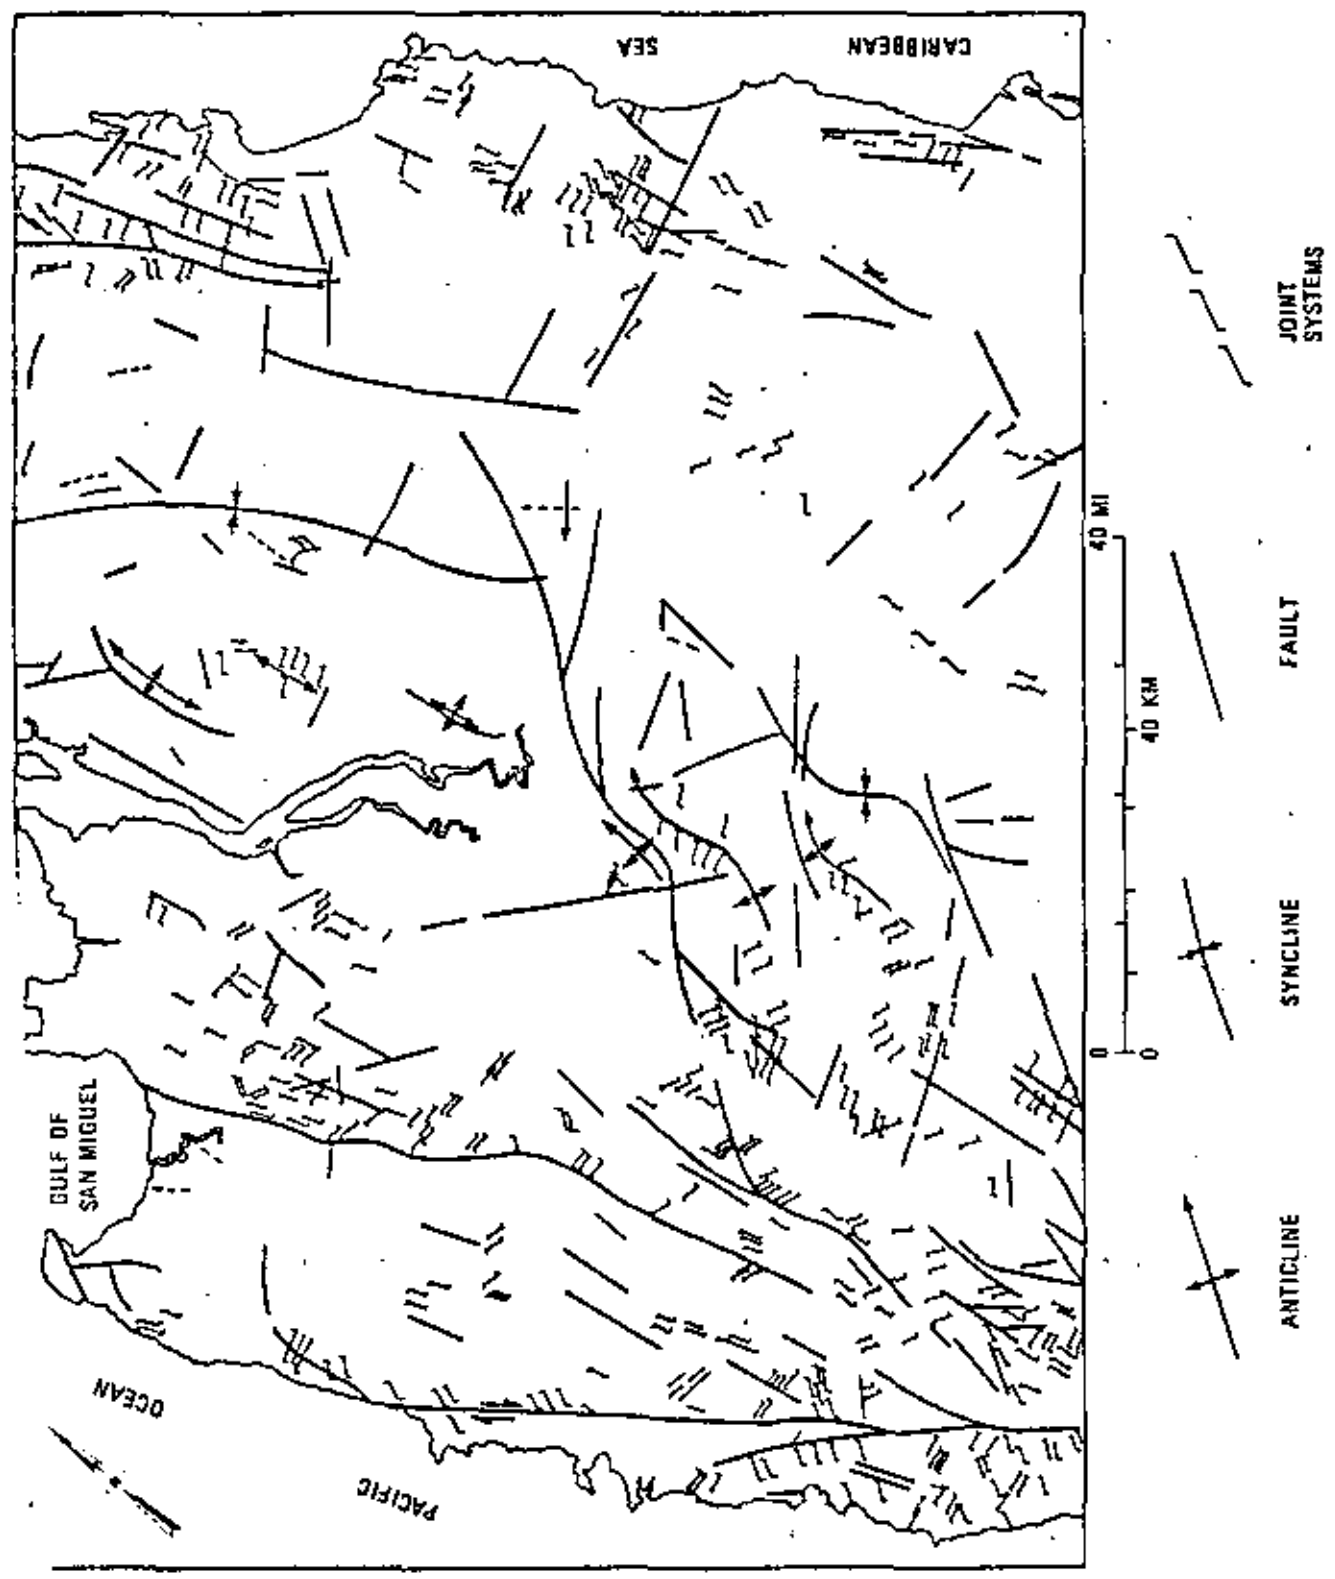 CARIBBEAN
SEA
GULF OF
SAN MIGUEL
OCEAN
PACIFIC
0 40 MI
0 40 KM
ANTICLINE
SYNCLINE
FAULT
JOINT
SYSTEMS